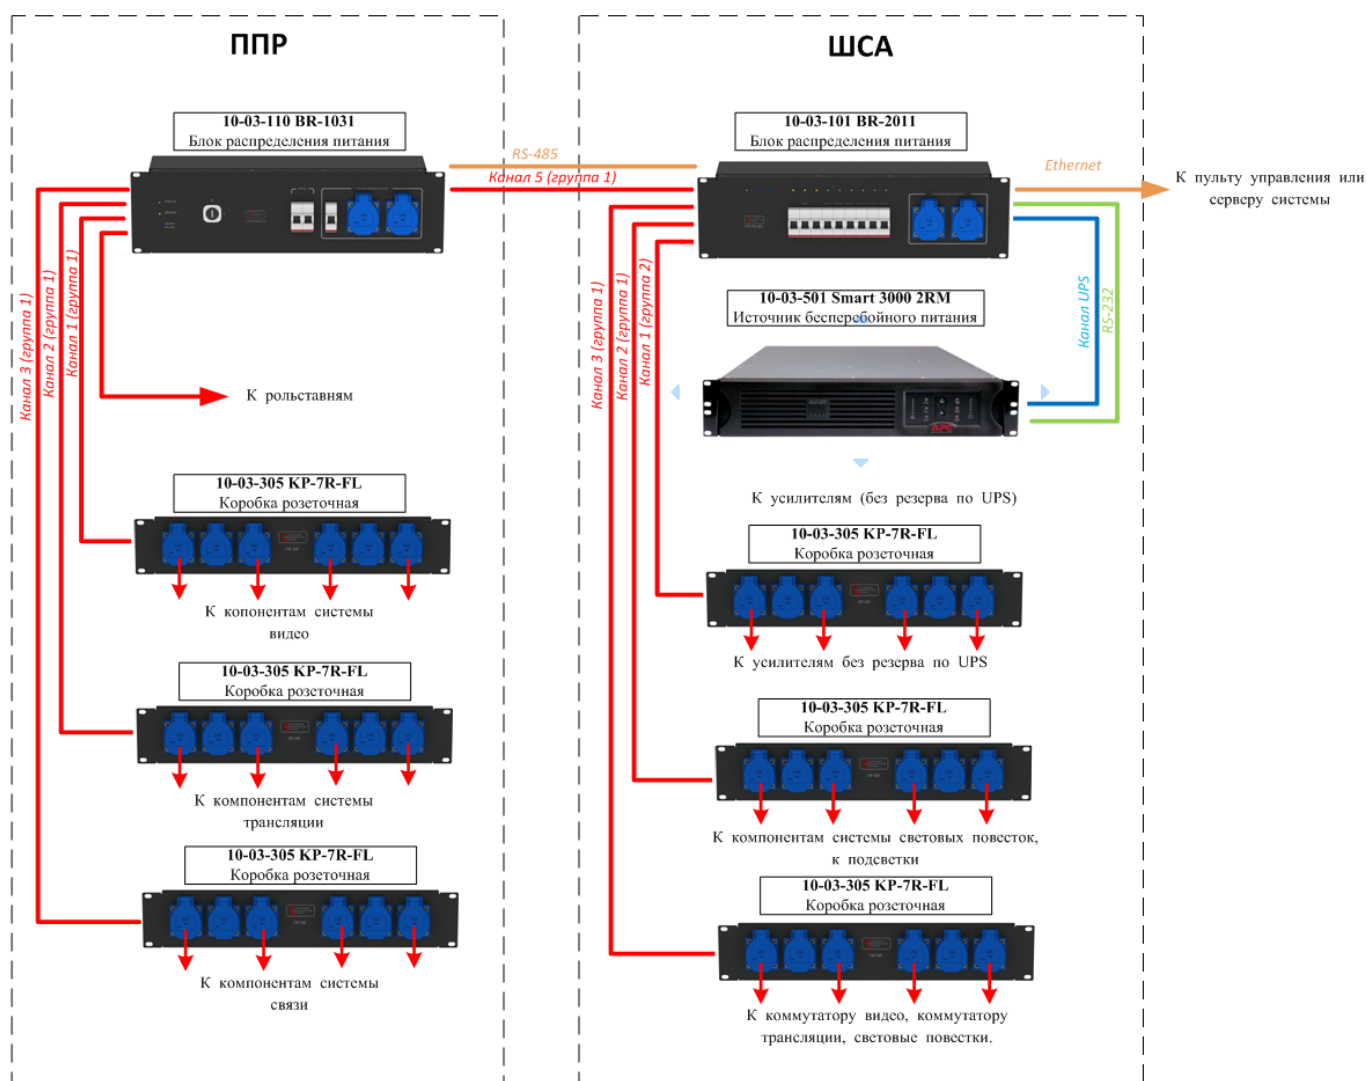 ППР
ШСА
10-03-110 BR-1031
Блок распределения питания
10-03-101 BR-2011
Блок распределения питания
RS-485
Канал 5 (группа 1)
Ethernet
К пульту управления или
серверу системы
Канал 3 (группа 1)
Канал 2 (группа 1)
Канал 1 (группа 1)
К рольставням
Канал 3 (группа 1)
Канал 2 (группа 1)
Канал 1 (группа 2)
Канал UPS
RS-232
10-03-501 Smart 3000 2RM
Источник бесперебойного питания
APC
К усилителям (без резерва по UPS)
10-03-305 KP-7R-FL
Коробка розеточная
К копонентам системы
видео
10-03-305 KP-7R-FL
Коробка розеточная
К компонентам системы
трансляции
10-03-305 KP-7R-FL
Коробка розеточная
К компонентам системы
связи
10-03-305 KP-7R-FL
Коробка розеточная
К усилителям без резерва по UPS
10-03-305 KP-7R-FL
Коробка розеточная
К компонентам системы световых повесток,
к подсветки
10-03-305 KP-7R-FL
Коробка розеточная
К коммутатору видео, коммутатору
трансляции, световые повестки.